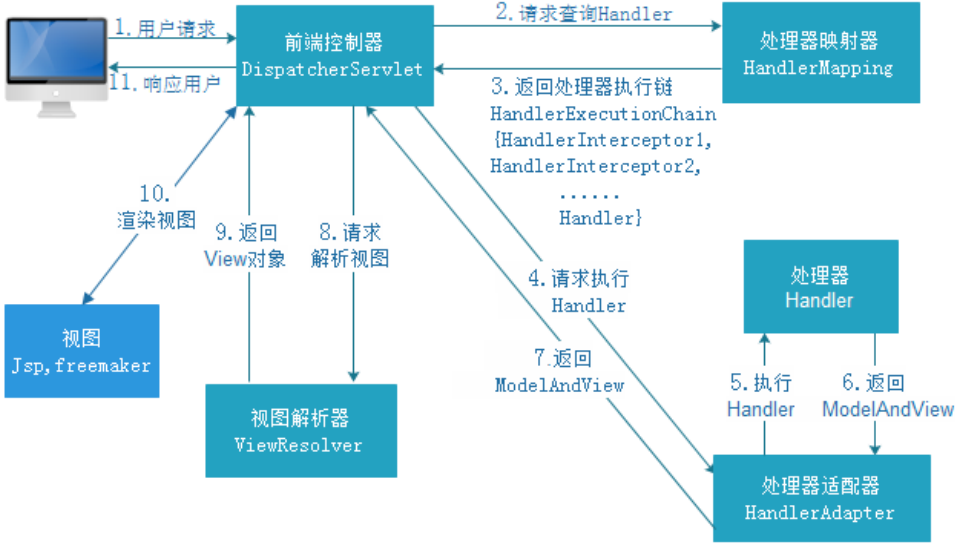 1.用户请求
11.响应用户
前端控制器
DispatcherServlet
2.请求查询Handler
处理器映射器
HandlerMapping
3.返回处理器执行链
HandlerExecutionChain
{HandlerInterceptor1,
HandlerInterceptor2,
......
Handler}
10.
渲染视图
9.返回
View对象
8.请求
解析视图
4.请求执行
Handler
处理器
Handler
视图
Jsp,freemaker
7.返回
ModelAndView
5.执行
Handler
6.返回
ModelAndView
视图解析器
ViewResolver
处理器适配器
HandlerAdapter